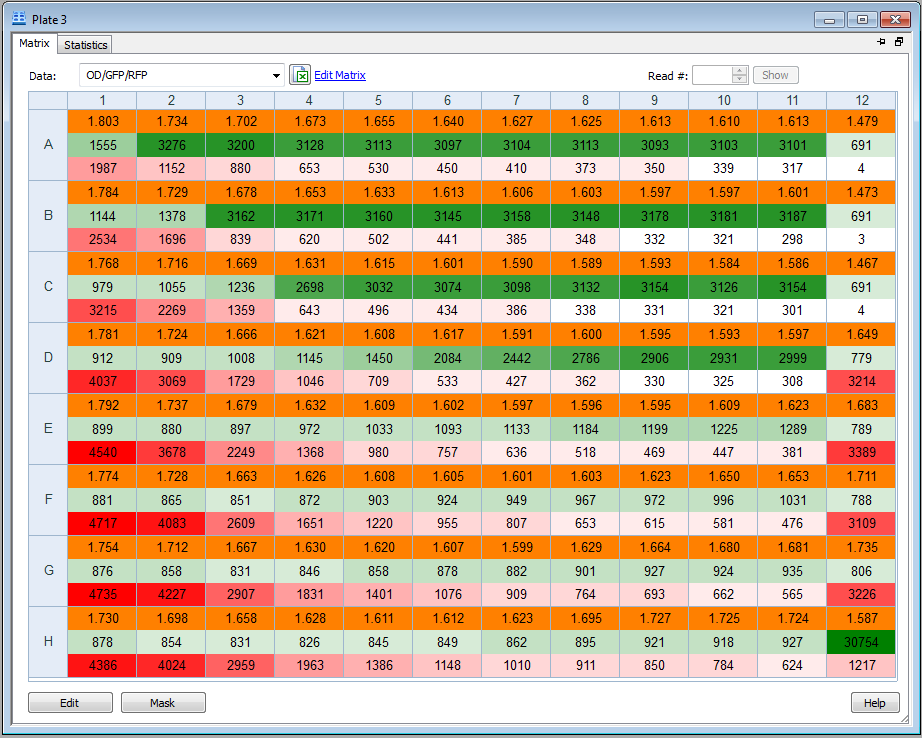 Plate 3
Matrix Statistics
Data: OD/GFP/RFP Edit Matrix Read #: Show
1 2 3 4 5 6 7 8 9 10 11 12
1.803 1.734 1.702 1.673 1.655 1.640 1.627 1.625 1.613 1.610 1.613 1.479
A 1555 3276 3200 3128 3113 3097 3104 3113 3093 3103 3101 691
1987 1152 880 653 530 450 410 373 350 339 317 4
1.784 1.729 1.678 1.653 1.633 1.613 1.606 1.603 1.597 1.597 1.601 1.473
B 1144 1378 3162 3171 3160 3145 3158 3148 3178 3181 3187 691
2534 1696 839 620 502 441 385 348 332 321 298 3
1.768 1.716 1.669 1.631 1.615 1.601 1.590 1.589 1.593 1.584 1.586 1.467
C 979 1055 1236 2698 3032 3074 3098 3132 3154 3126 3154 691
3215 2269 1359 643 496 434 386 338 331 321 301 4
1.781 1.724 1.666 1.621 1.608 1.617 1.591 1.600 1.595 1.593 1.597 1.649
D 912 909 1008 1145 1450 2084 2442 2786 2906 2931 2999 779
4037 3069 1729 1046 709 533 427 362 330 325 308 3214
1.792 1.737 1.679 1.632 1.609 1.602 1.597 1.596 1.595 1.609 1.623 1.683
E 899 880 897 972 1033 1093 1133 1184 1199 1225 1289 789
4540 3678 2249 1368 980 757 636 518 469 447 381 3389
1.774 1.728 1.663 1.626 1.608 1.605 1.601 1.603 1.623 1.650 1.653 1.711
F 881 865 851 872 903 924 949 967 972 996 1031 788
4717 4083 2609 1651 1220 955 807 653 615 581 476 3109
1.754 1.712 1.667 1.630 1.620 1.607 1.599 1.629 1.664 1.680 1.681 1.735
G 876 858 831 846 858 878 882 901 927 924 935 806
4735 4227 2907 1831 1401 1076 909 764 693 662 565 3226
1.730 1.698 1.658 1.628 1.611 1.612 1.623 1.695 1.727 1.725 1.724 1.587
H 878 854 831 826 845 849 862 895 921 918 927 30754
4386 4024 2959 1963 1386 1148 1010 911 850 784 624 1217
Edit Mask Help